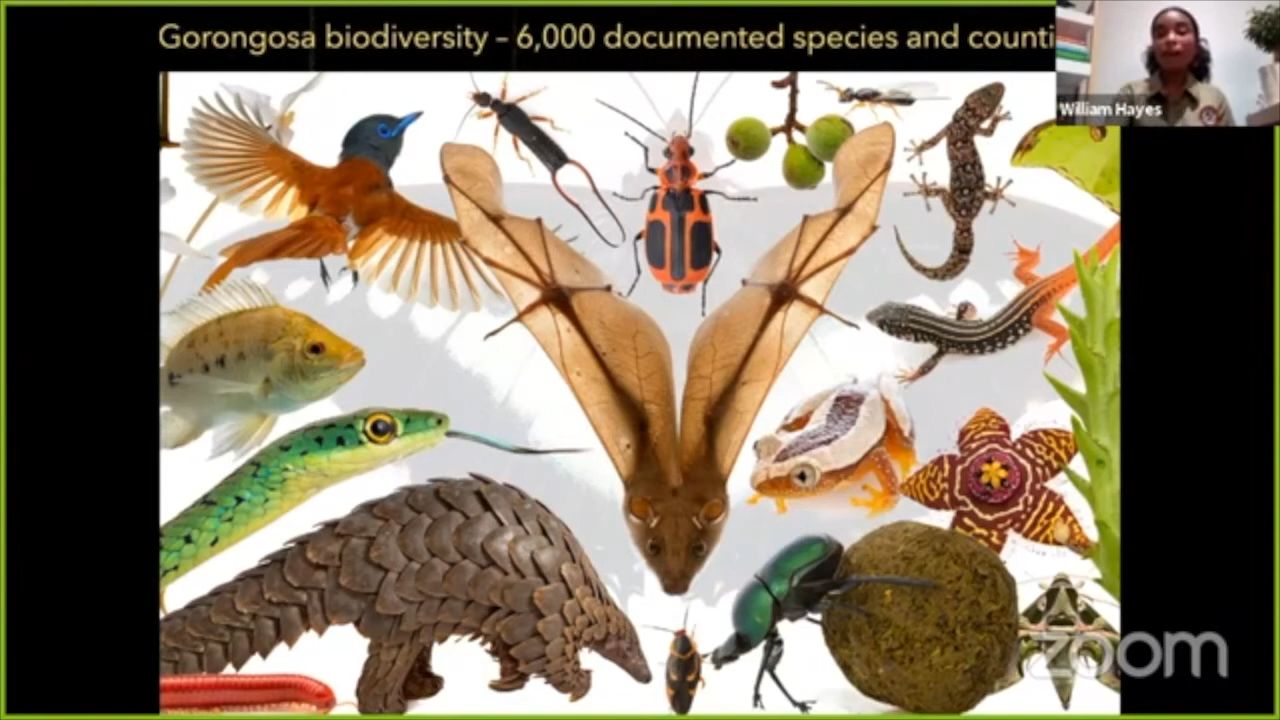 Gorongosa biodiversity – 6,000 documented species and counti
William Hayes
zoom